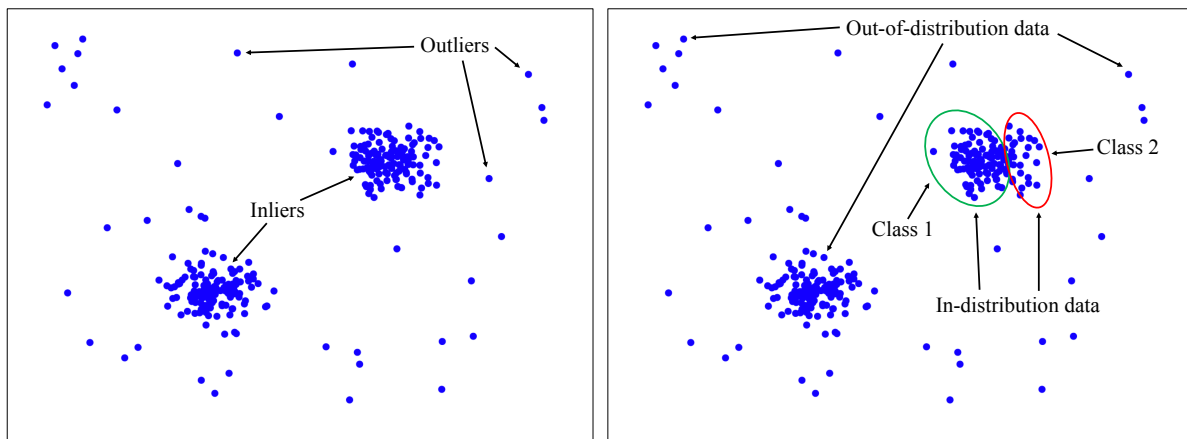 Outliers
Inliers
Out-of-distribution data
Class 2
Class 1
In-distribution data